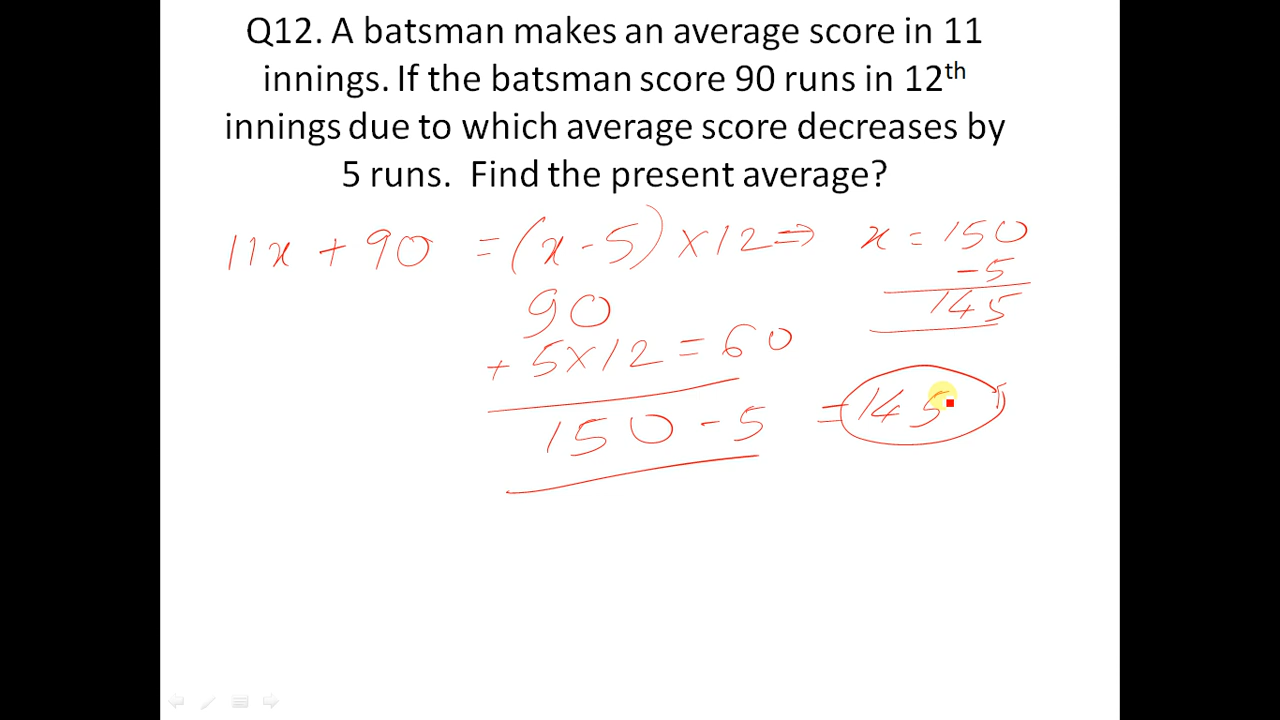 Q12. A batsman makes an average score in 11
innings. If the batsman score 90 runs in 12th
innings due to which average score decreases by
5 runs. Find the present average?
11x + 90 = (x - 5) × 12 ⇒ x = 150
- 5
145
90
+ 5 × 12 = 60
150 - 5 = 145